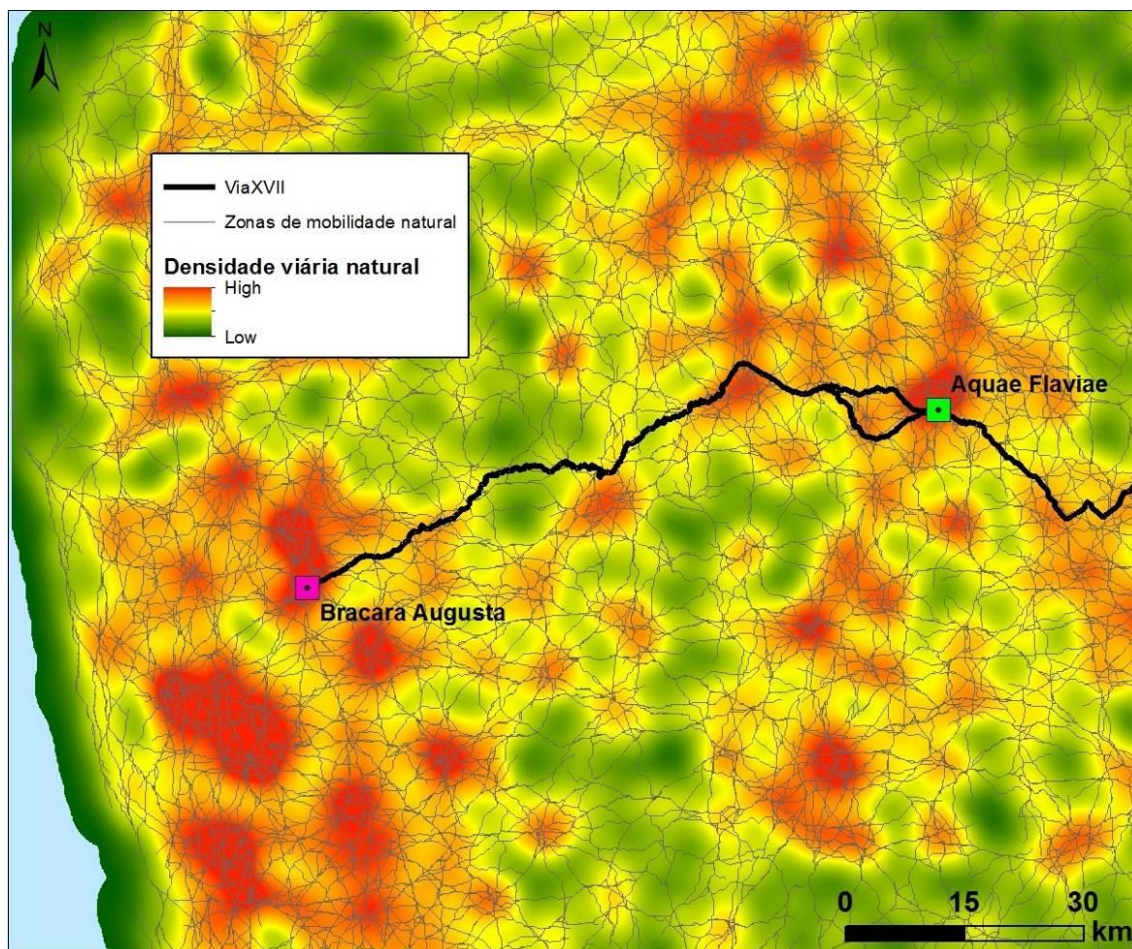 N
ViaXVII
Zonas de mobilidade natural
Densidade viária natural
High
Low
Aquae Flaviae
Bracara Augusta
0 15 30
km